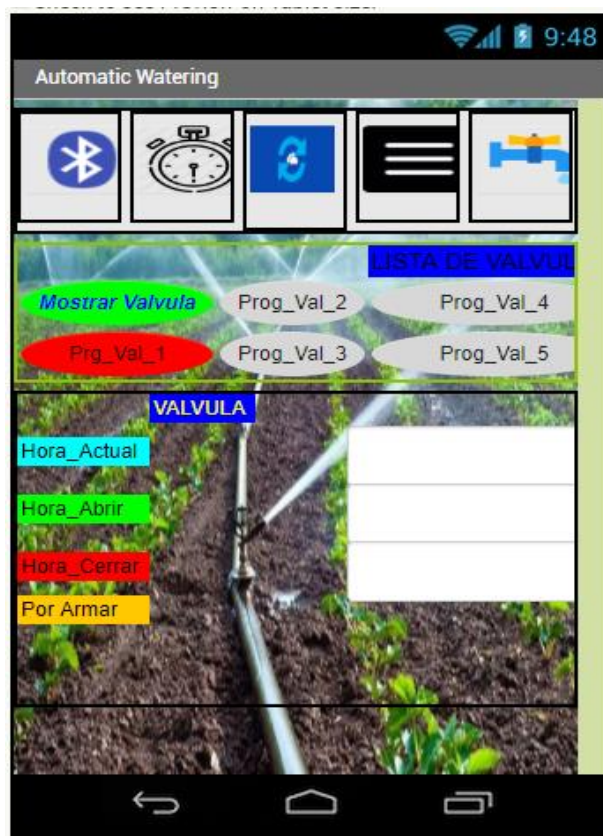 9:48
Automatic Watering
LISTA DE VALVUL
Mostrar Valvula Prog_Val_2 Prog_Val_4
Prg_Val_1 Prog_Val_3 Prog_Val_5
VALVULA
Hora_Actual
Hora_Abrir
Hora_Cerrar
Por Armar